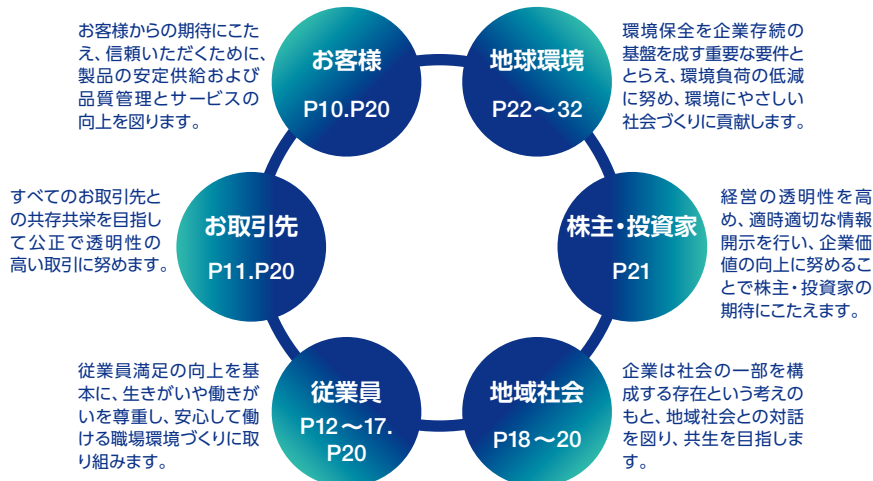 お客様からの期待にこた
え、信頼いただくために、
製品の安定供給および
品質管理とサービスの
向上を図ります。
お客様
P10.P20
地球環境
P22〜32
環境保全を企業存続の
基盤を成す重要な要件と
とらえ、環境負荷の低減
に努め、環境にやさしい
社会づくりに貢献します。
すべてのお取引先と
の共存共栄を目指し
て公正で透明性の
高い取引に努めます。
お取引先
P11.P20
株主・投資家
P21
経営の透明性を高
め、適時適切な情報
開示を行い、企業価
値の向上に努めるこ
とで株主・投資家の
期待にこたえます。
従業員満足の向上を基
本に、生きがいや働きが
いを尊重し、安心して働
ける職場環境づくりに取
り組みます。
従業員
P12〜17.
P20
地域社会
P18〜20
企業は社会の一部を構
成する存在という考えの
もと、地域社会との対話
を図り、共生を目指しま
す。